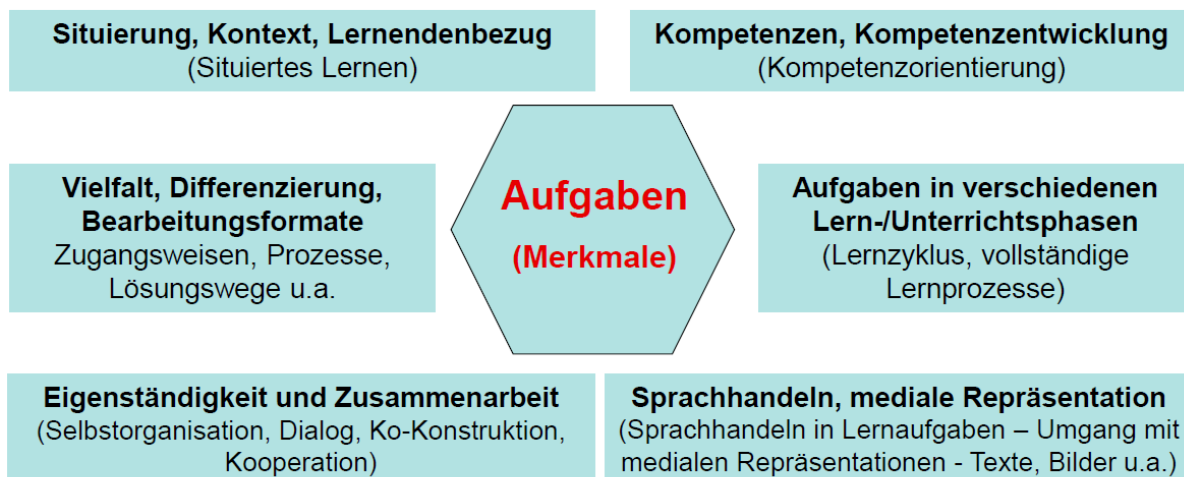 Situierung, Kontext, Lernendenbezug
(Situiertes Lernen)
Kompetenzen, Kompetenzentwicklung
(Kompetenzorientierung)
Vielfalt, Differenzierung,
Bearbeitungsformate
Zugangsweisen, Prozesse,
Lösungswege u.a.
Aufgaben
(Merkmale)
Aufgaben in verschiedenen
Lern-/Unterrichtsphasen
(Lernzyklus, vollständige
Lernprozesse)
Eigenständigkeit und Zusammenarbeit
(Selbstorganisation, Dialog, Ko-Konstruktion,
Kooperation)
Sprachhandeln, mediale Repräsentation
(Sprachhandeln in Lernaufgaben – Umgang mit
medialen Repräsentationen - Texte, Bilder u.a.)